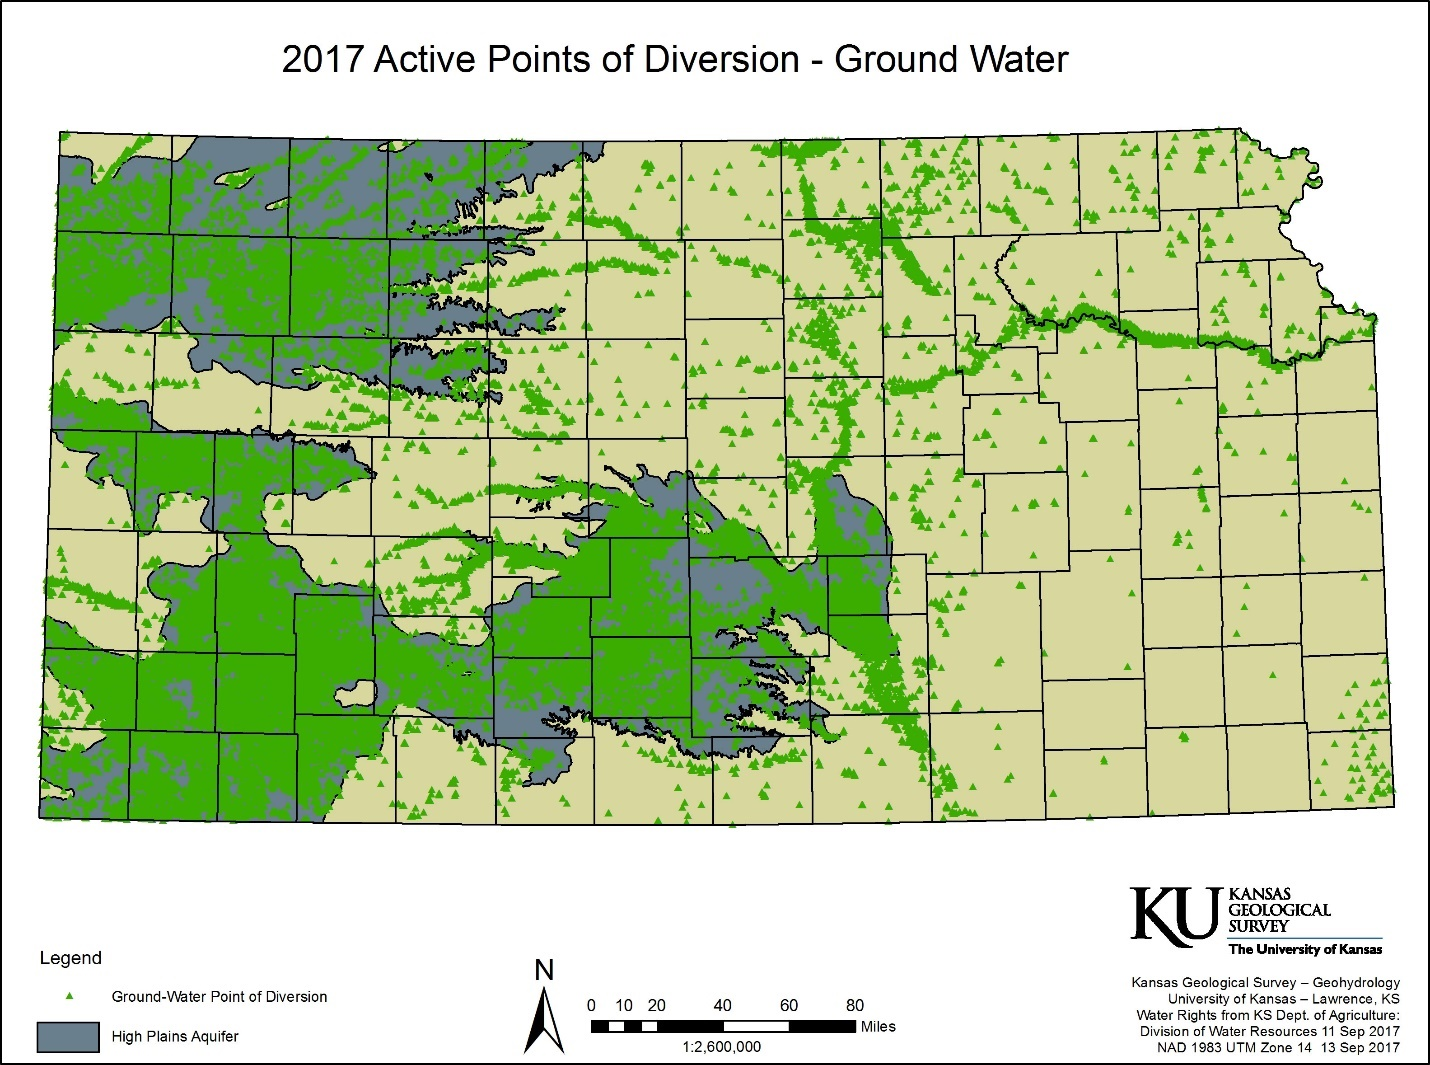 2017 Active Points of Diversion - Ground Water
KU
KANSAS
GEOLOGICAL
SURVEY
The University of Kansas
Legend
Ground-Water Point of Diversion
High Plains Aquifer
N
0 10 20 40 60 80
Miles
1:2,600,000
Kansas Geological Survey – Geohydrology
University of Kansas – Lawrence, KS
Water Rights from KS Dept. of Agriculture:
Division of Water Resources 11 Sep 2017
NAD 1983 UTM Zone 14 13 Sep 2017